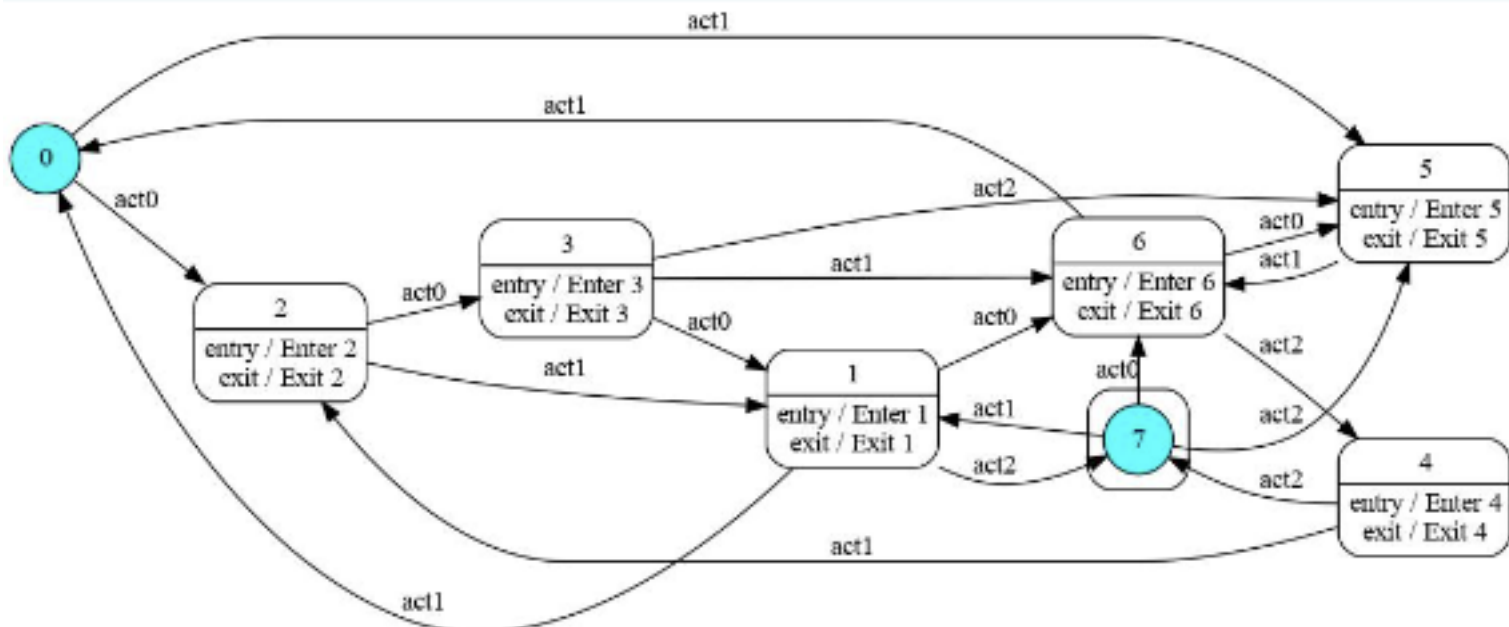 act1
act1
0
act0
act2
5
entry / Enter 5
exit / Exit 5
3
entry / Enter 3
exit / Exit 3
act1
6
entry / Enter 6
exit / Exit 6
act0
act1
2
entry / Enter 2
exit / Exit 2
act0
act0
act0
act2
act1
1
entry / Enter 1
exit / Exit 1
act0
act1
7
act2
act2
4
entry / Enter 4
exit / Exit 4
act2
act1
act1